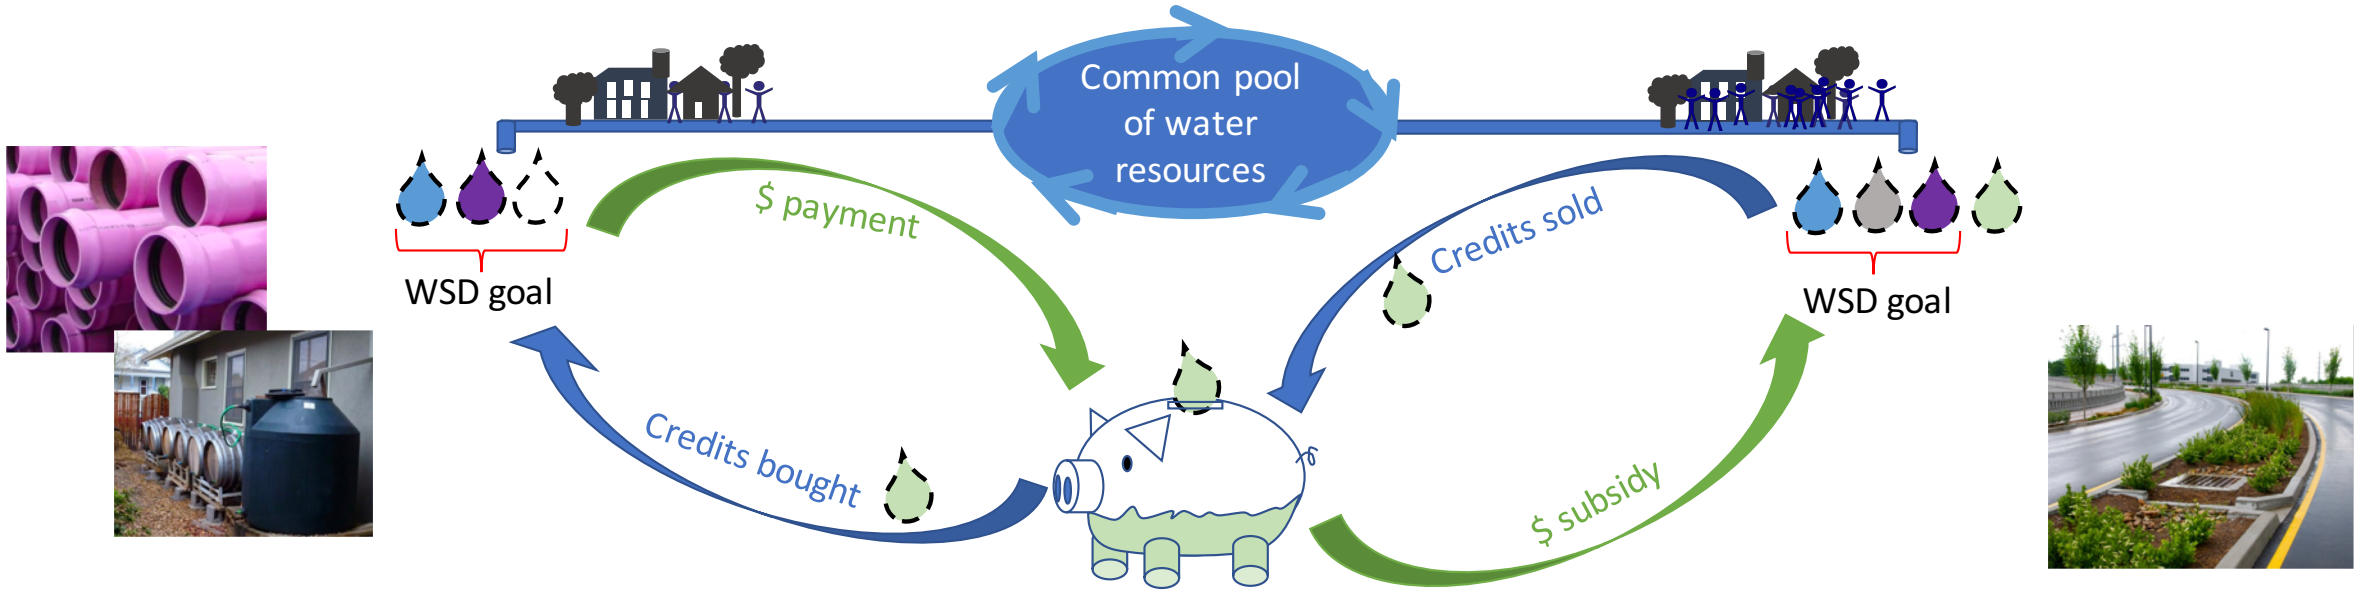 Common pool
of water
resources
$ payment
Credits sold
WSD goal
WSD goal
Credits bought
$ subsidy